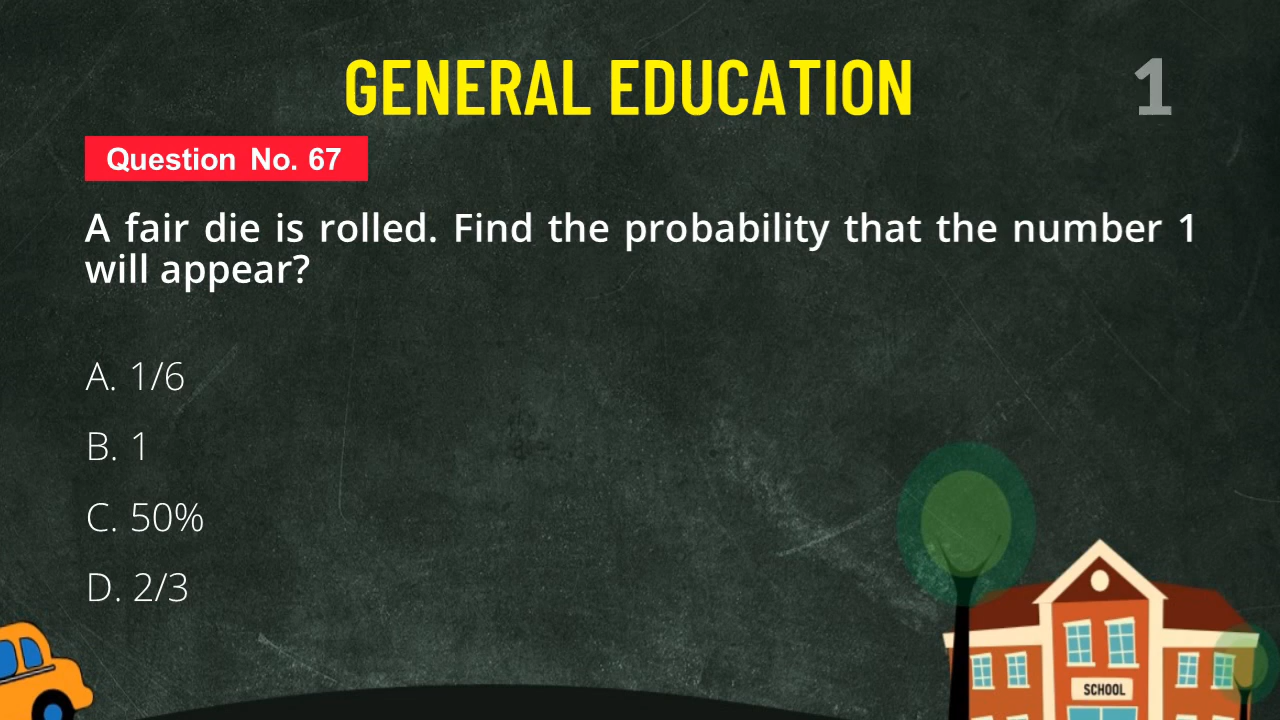 GENERAL EDUCATION
1
Question No. 67
A fair die is rolled. Find the probability that the number 1
will appear?
A. 1/6
B. 1
C. 50%
D. 2/3
SCHOOL